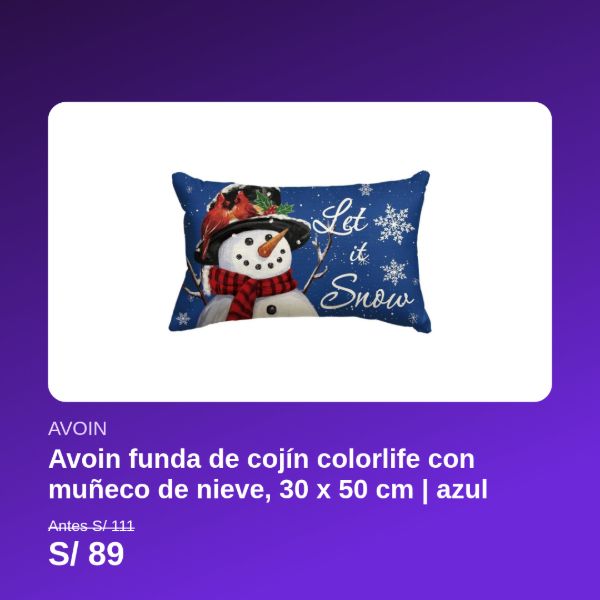 Let
it
Snow
AVOIN
Avoin funda de cojín colorlife con
muñeco de nieve, 30 x 50 cm | azul
Antes S/ 111
S/ 89